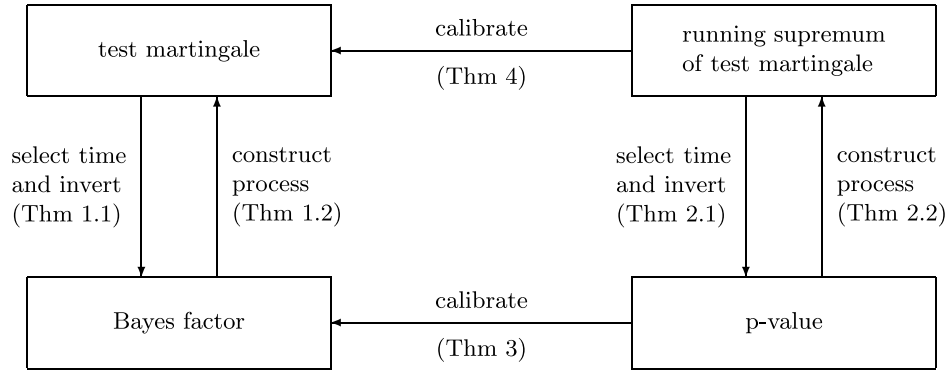 test martingale
calibrate
(Thm 4)
running supremum
of test martingale
select time
and invert
(Thm 1.1)
construct
process
(Thm 1.2)
select time
and invert
(Thm 2.1)
construct
process
(Thm 2.2)
Bayes factor
calibrate
(Thm 3)
p-value